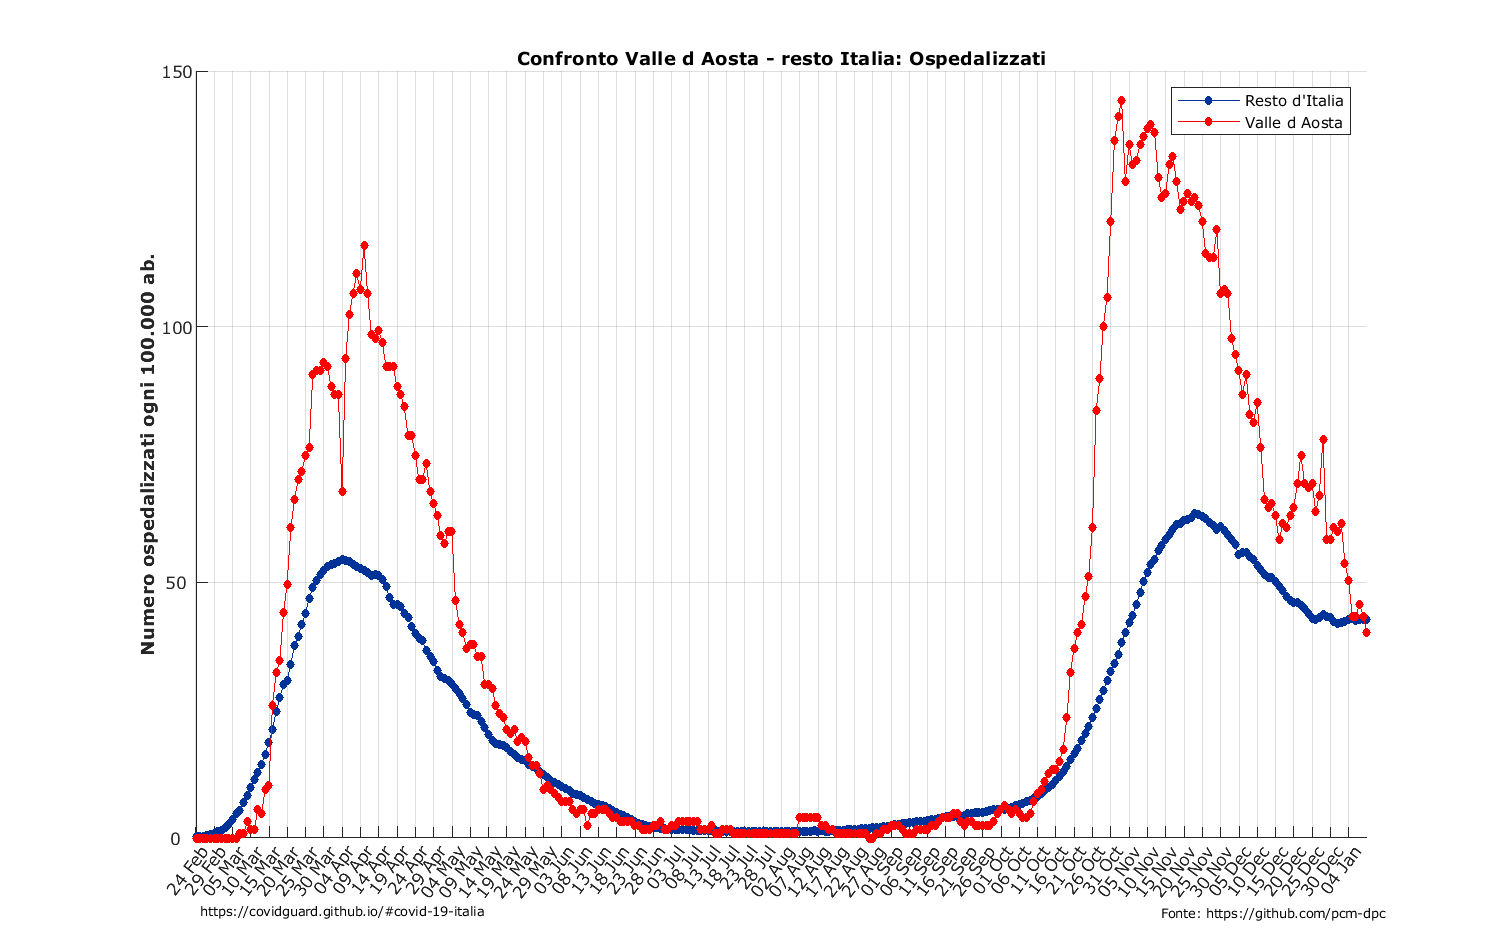 Confronto Valle d Aosta - resto Italia: Ospedalizzati
150
100
50
0
Numero ospedalizzati ogni 100.000 ab.
Resto d'Italia
Valle d Aosta
24 Feb
29 Feb
05 Mar
10 Mar
15 Mar
20 Mar
25 Mar
30 Mar
04 Apr
09 Apr
14 Apr
19 Apr
24 Apr
29 Apr
04 May
09 May
14 May
19 May
24 May
29 May
03 Jun
08 Jun
13 Jun
18 Jun
23 Jun
28 Jun
03 Jul
08 Jul
13 Jul
18 Jul
23 Jul
28 Jul
02 Aug
07 Aug
12 Aug
17 Aug
22 Aug
27 Aug
01 Sep
06 Sep
11 Sep
16 Sep
21 Sep
26 Sep
01 Oct
06 Oct
11 Oct
16 Oct
21 Oct
26 Oct
31 Oct
05 Nov
10 Nov
15 Nov
20 Nov
25 Nov
30 Nov
05 Dec
10 Dec
15 Dec
20 Dec
25 Dec
30 Dec
04 Jan
https://covidguard.github.io/#covid-19-italia
Fonte: https://github.com/pcm-dpc